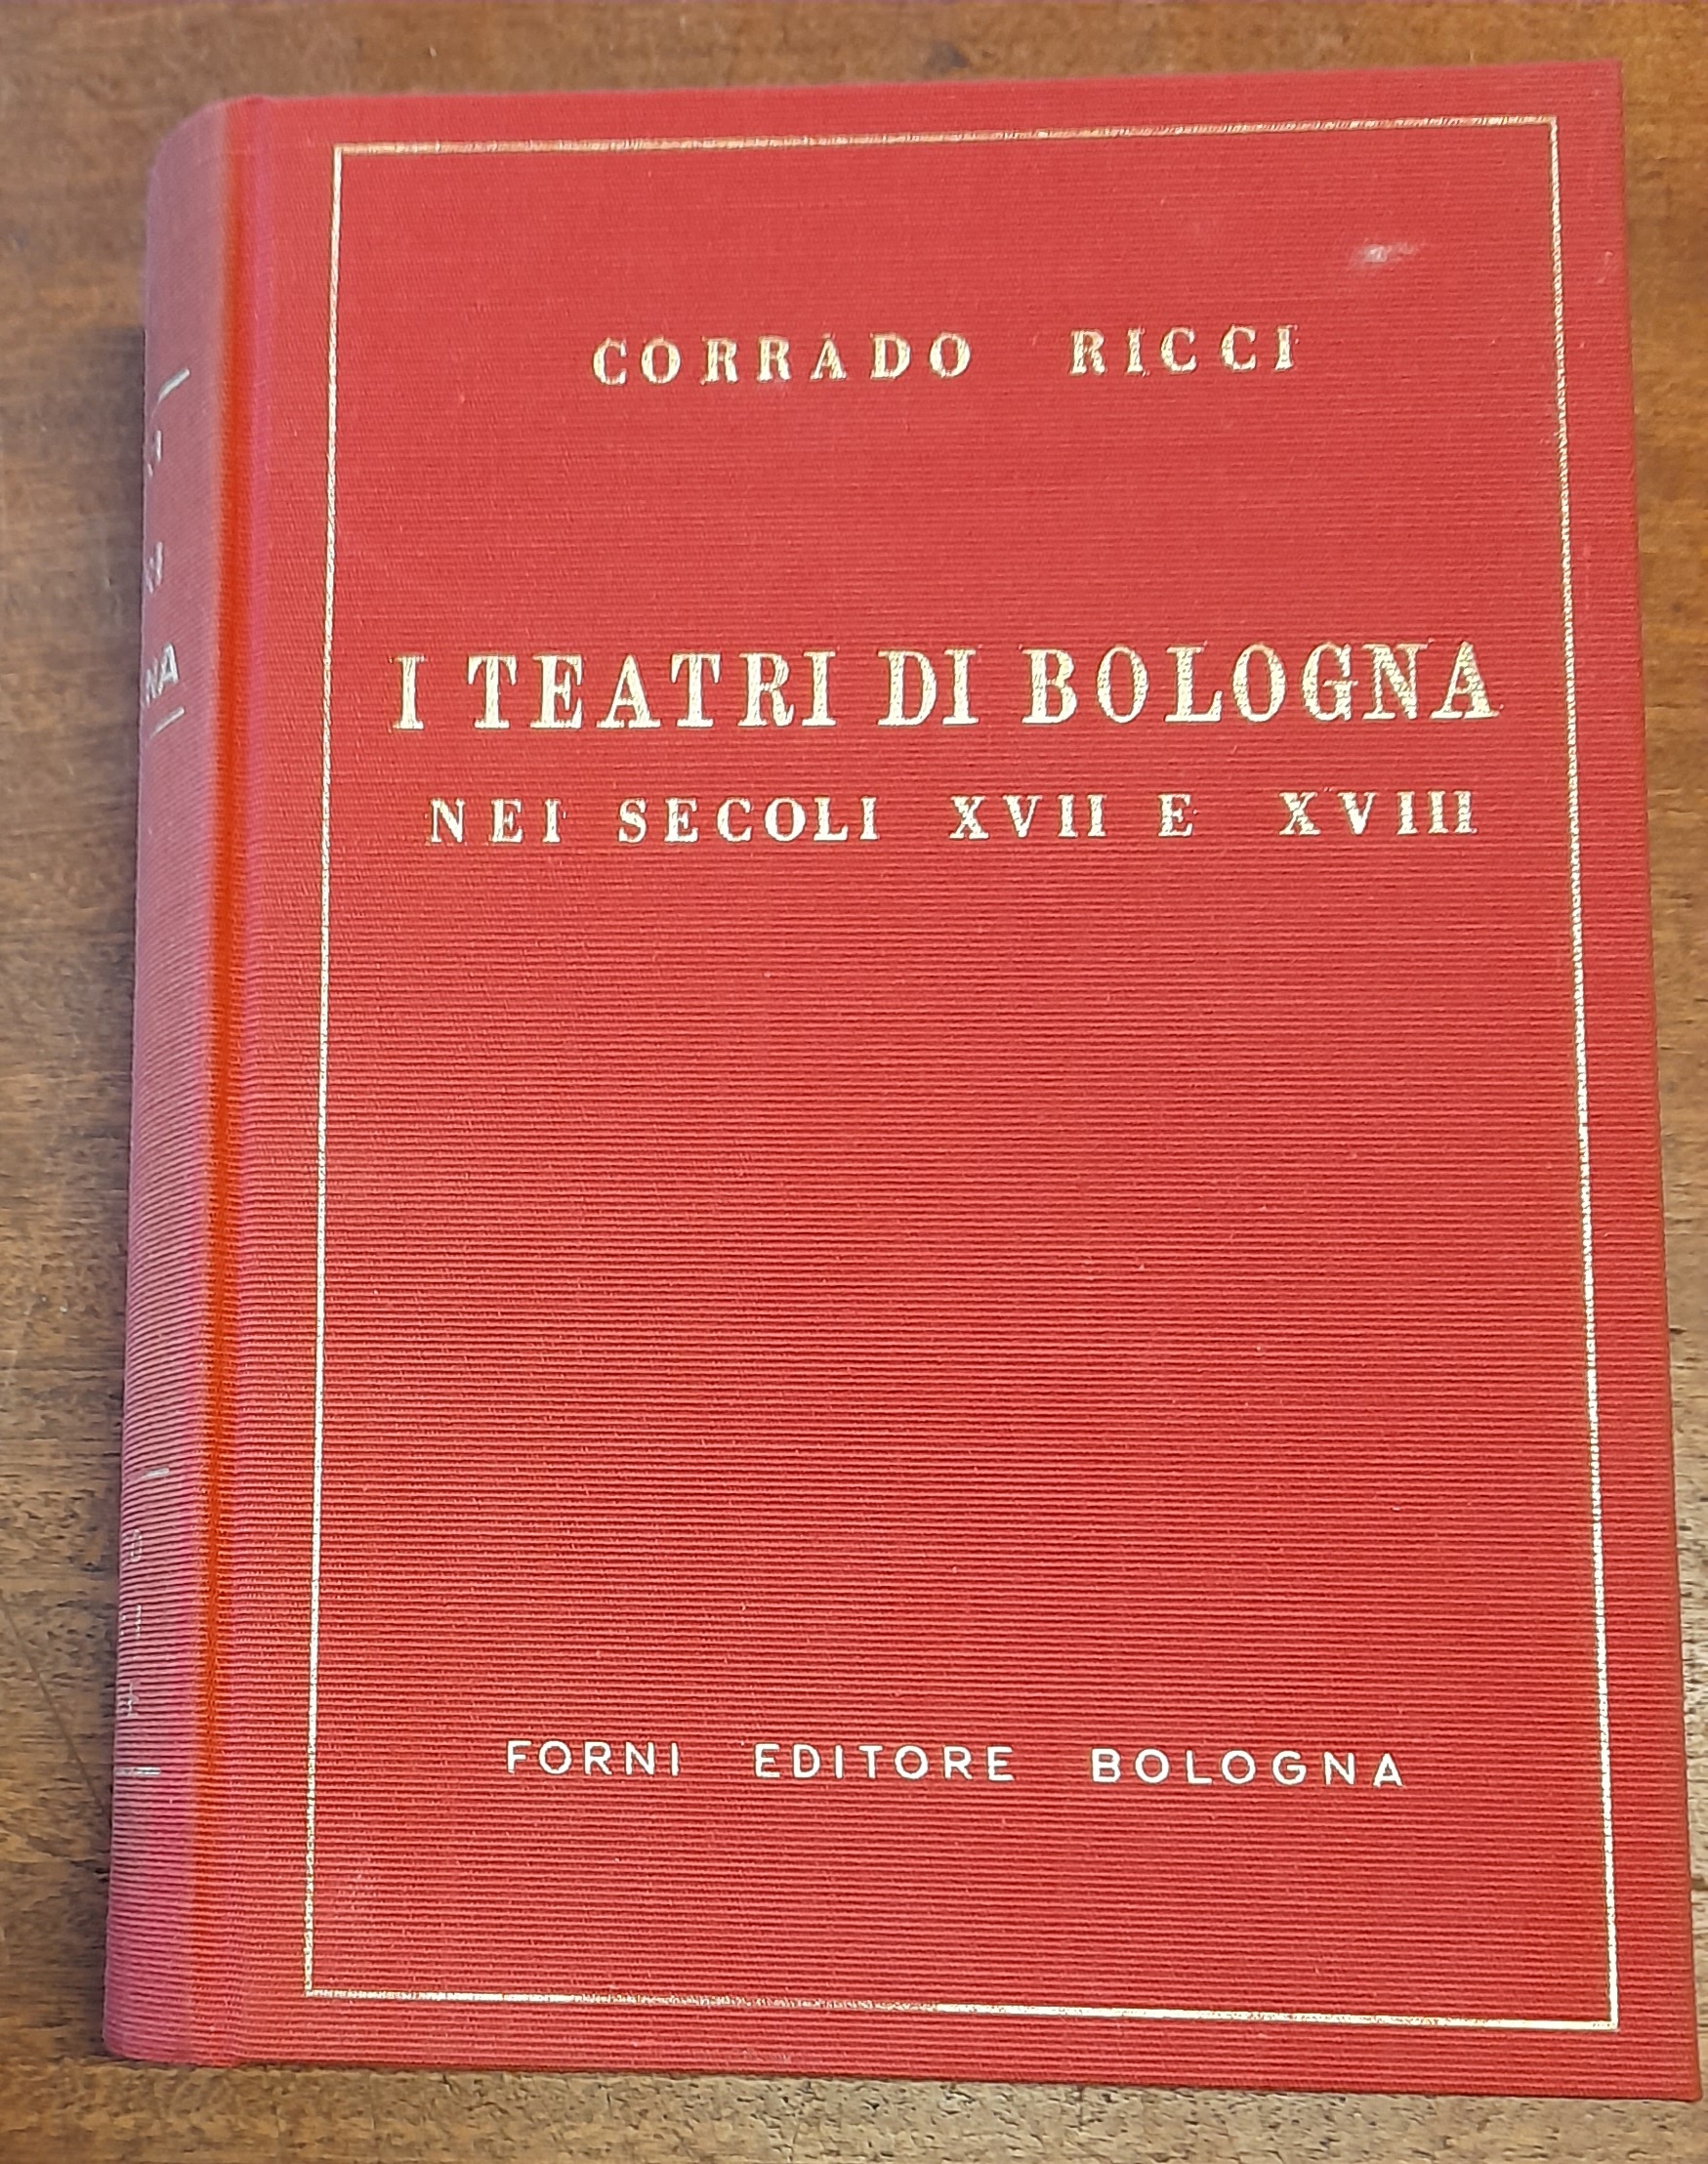 CORRADO RICCI
I TEATRI DI BOLOGNA
NEI SECOLI XVII E XVIII
FORNI EDITORE BOLOGNA